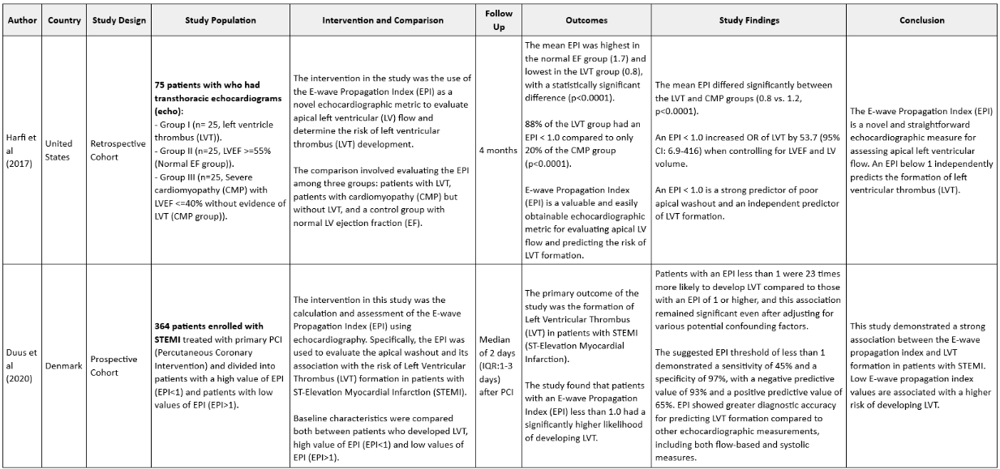 Author
Country
Study Design
Study Population
Intervention and Comparison
Follow
Up
Outcomes
Study Findings
Conclusion
Harfi et
al
(2017)
United
States
Retrospective
Cohort
75 patients with who had
transthoracic echocardiograms
(echo):
- Group I (n= 25, left ventricle
thrombus (LVT)).
- Group II (n=25, LVEF >=55%
(Normal EF group)).
- Group III (n=25, Severe
cardiomyopathy (CMP) with
LVEF <=40% without evidence of
LVT (CMP group)).
The intervention in the study was the use of
the E-wave Propagation Index (EPI) as a
novel echocardiographic metric to evaluate
apical left ventricular (LV) flow and
determine the risk of left ventricular
thrombus (LVT) development.
The comparison involved evaluating the EPI
among three groups: patients with LVT,
patients with cardiomyopathy (CMP) but
without LVT, and a control group with
normal LV ejection fraction (EF).
4 months
The mean EPI was highest in
the normal EF group (1.7) and
lowest in the LVT group (0.8),
with a statistically significant
difference (p<0.0001).
88% of the LVT group had an
EPI < 1.0 compared to only
20% of the CMP group
(p<0.0001).
E-wave Propagation Index
(EPI) is a valuable and easily
obtainable echocardiographic
metric for evaluating apical LV
flow and predicting the risk of
LVT formation.
The mean EPI differed significantly between
the LVT and CMP groups (0.8 vs. 1.2,
p<0.0001).
An EPI < 1.0 increased OR of LVT by 53.7 (95%
CI: 6.9-416) when controlling for LVEF and LV
volume.
An EPI < 1.0 is a strong predictor of poor
apical washout and an independent predictor
of LVT formation.
The E-wave Propagation Index (EPI)
is a novel and straightforward
echocardiographic measure for
assessing apical left ventricular
flow. An EPI below 1 independently
predicts the formation of left
ventricular thrombus (LVT).
Duus et
al
(2020)
Denmark
Prospective
Cohort
364 patients enrolled with
STEMI treated with primary PCI
(Percutaneous Coronary
Intervention) and divided into
patients with a high value of EPI
(EPI<1) and patients with low
values of EPI (EPI>1).
The intervention in this study was the
calculation and assessment of the E-wave
Propagation Index (EPI) using
echocardiography. Specifically, the EPI was
used to evaluate the apical washout and its
association with the risk of Left Ventricular
Thrombus (LVT) formation in patients with
ST-Elevation Myocardial Infarction (STEMI).
Baseline characteristics were compared
both between patients who developed LVT,
high value of EPI (EPI<1) and low values of
EPI (EPI>1).
Median
of 2 days
(IQR:1-3
days)
after PCI
The primary outcome of the
study was the formation of
Left Ventricular Thrombus
(LVT) in patients with STEMI
(ST-Elevation Myocardial
Infarction).
The study found that patients
with an E-wave Propagation
Index (EPI) less than 1.0 had a
significantly higher likelihood
of developing LVT.
Patients with an EPI less than 1 were 23 times
more likely to develop LVT compared to those
with an EPI of 1 or higher, and this association
remained significant even after adjusting for
various potential confounding factors.
The suggested EPI threshold of less than 1
demonstrated a sensitivity of 45% and a
specificity of 97%, with a negative predictive
value of 93% and a positive predictive value of
65%. EPI showed greater diagnostic accuracy
for predicting LVT formation compared to
other echocardiographic measurements,
including both flow-based and systolic
measures.
This study demonstrated a strong
association between the E-wave
propagation index and LVT
formation in patients with STEMI.
Low E-wave propagation index
values are associated with a higher
risk of developing LVT.